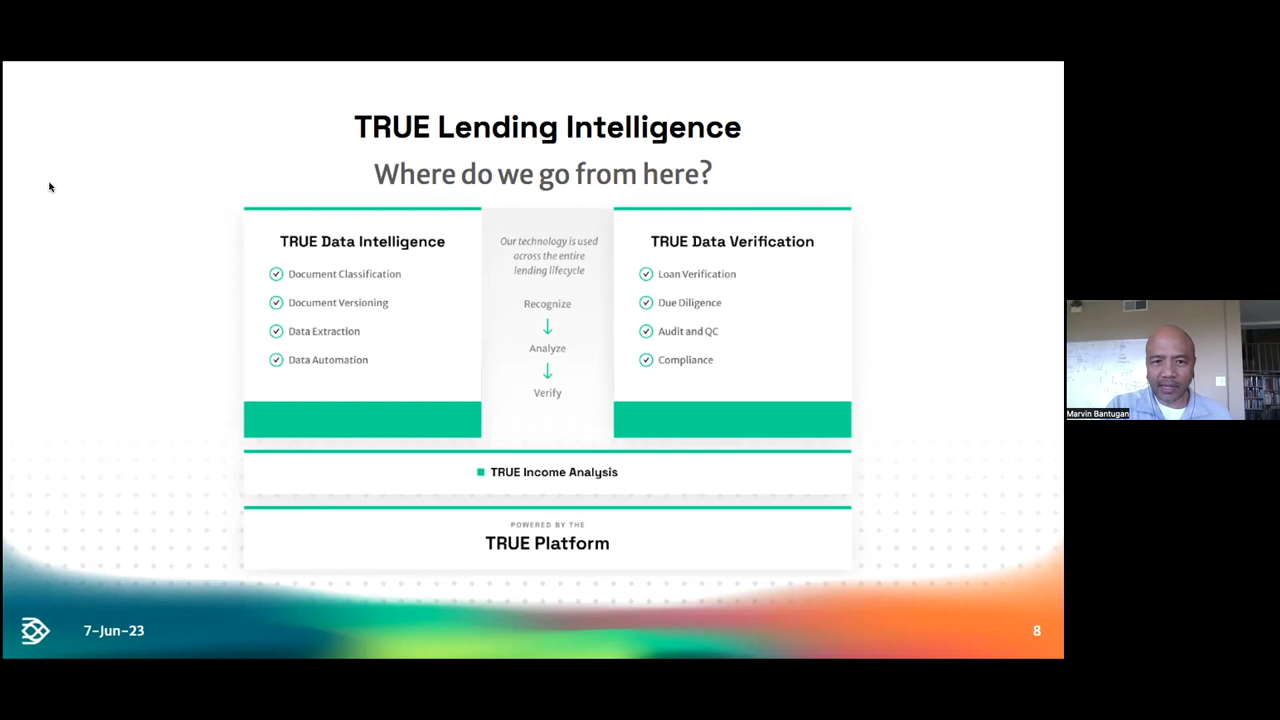 TRUE Lending Intelligence
Where do we go from here?
TRUE Data Intelligence
Document Classification
Document Versioning
Data Extraction
Data Automation
Our technology is used
across the entire
lending lifecycle
Recognize
Analyze
Verify
TRUE Data Verification
Loan Verification
Due Diligence
Audit and QC
Compliance
TRUE Income Analysis
POWERED BY THE
TRUE Platform
7-Jun-23
8
Marvin Bantugan